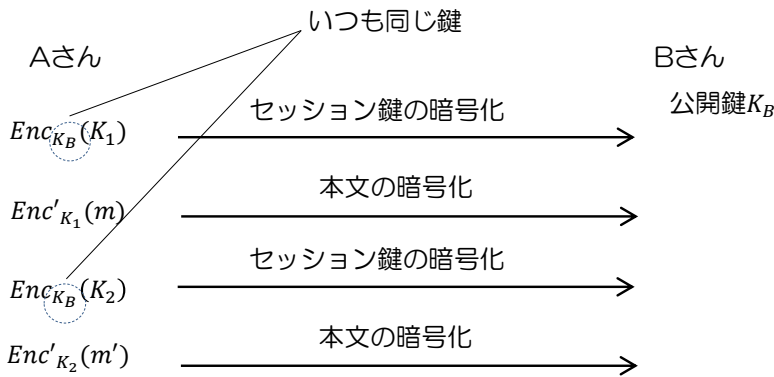 いつも同じ鍵
Aさん
Bさん
公開鍵K_B
Enc_{K_B}(K_1)
セッション鍵の暗号化
Enc'_{K_1}(m)
本文の暗号化
Enc_{K_B}(K_2)
セッション鍵の暗号化
Enc'_{K_2}(m')
本文の暗号化